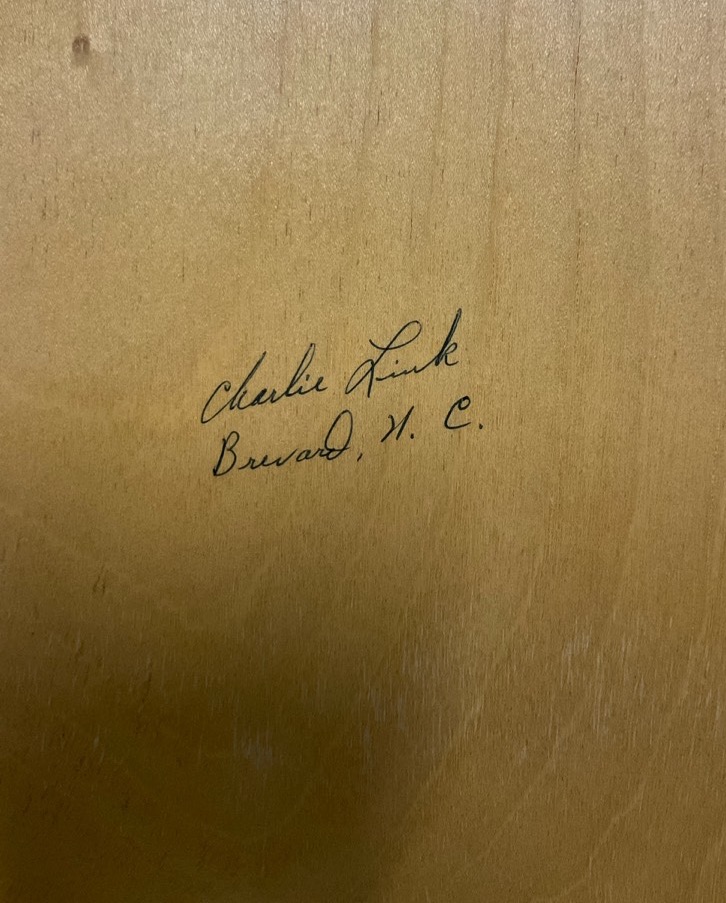 Charlie Link
Brevard, N. C.